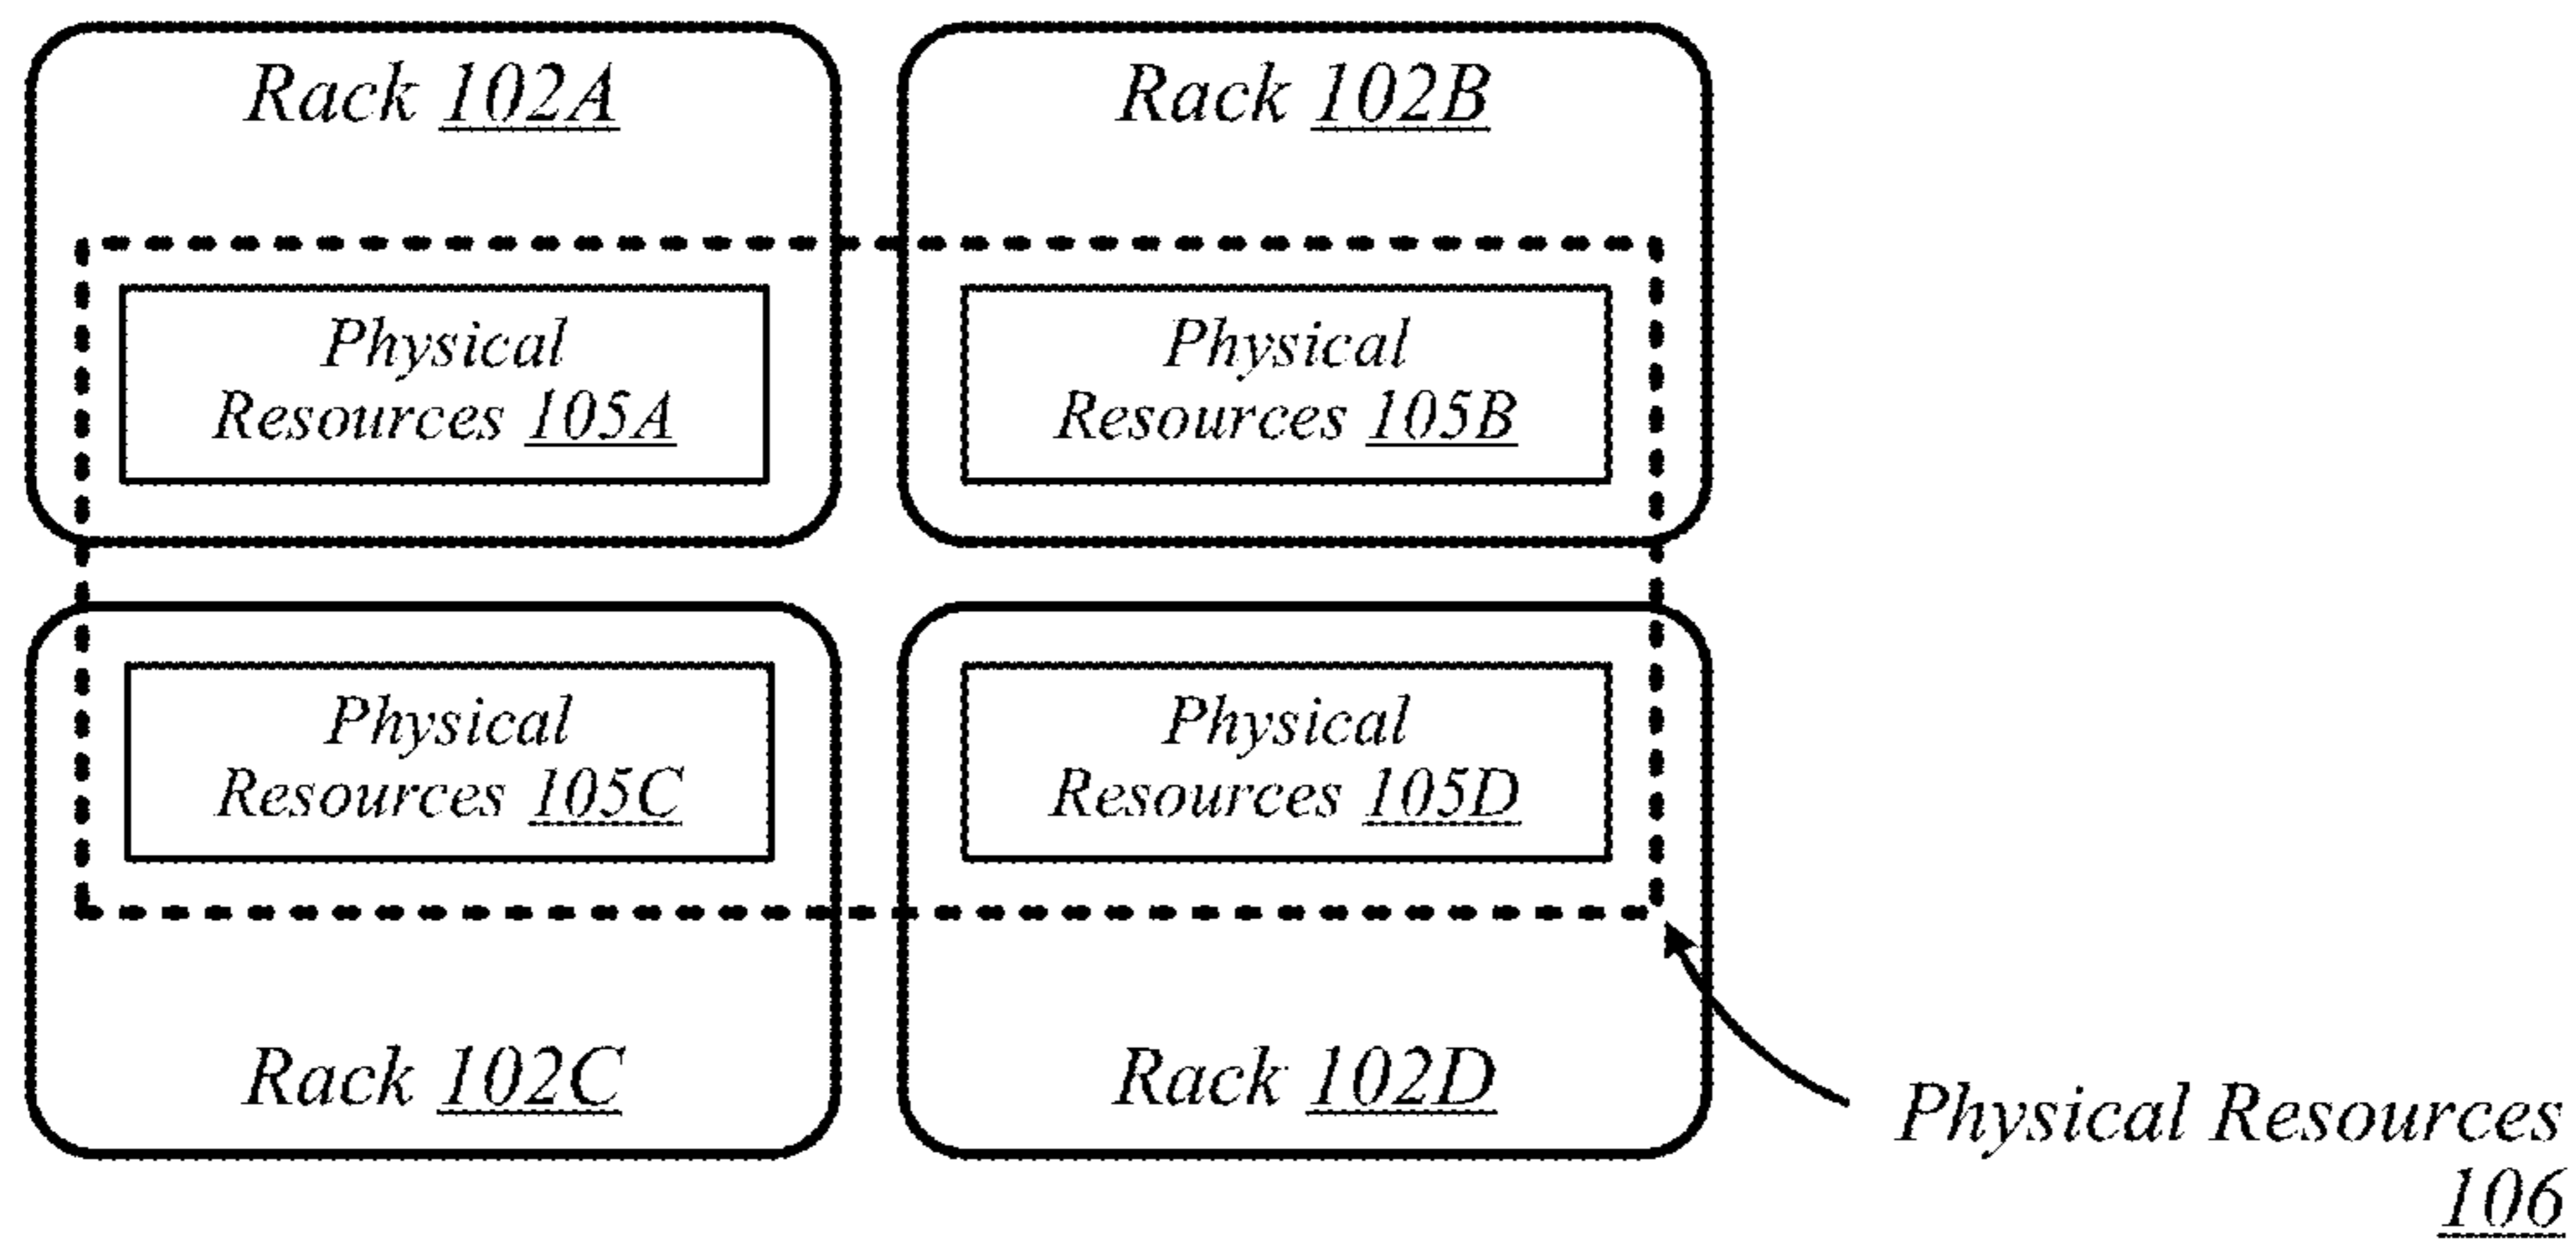 Rack 102A
Rack 102B
Physical
Resources 105A
Physical
Resources 105B
Physical
Resources 105C
Physical
Resources 105D
Rack 102C
Rack 102D
Physical Resources
106